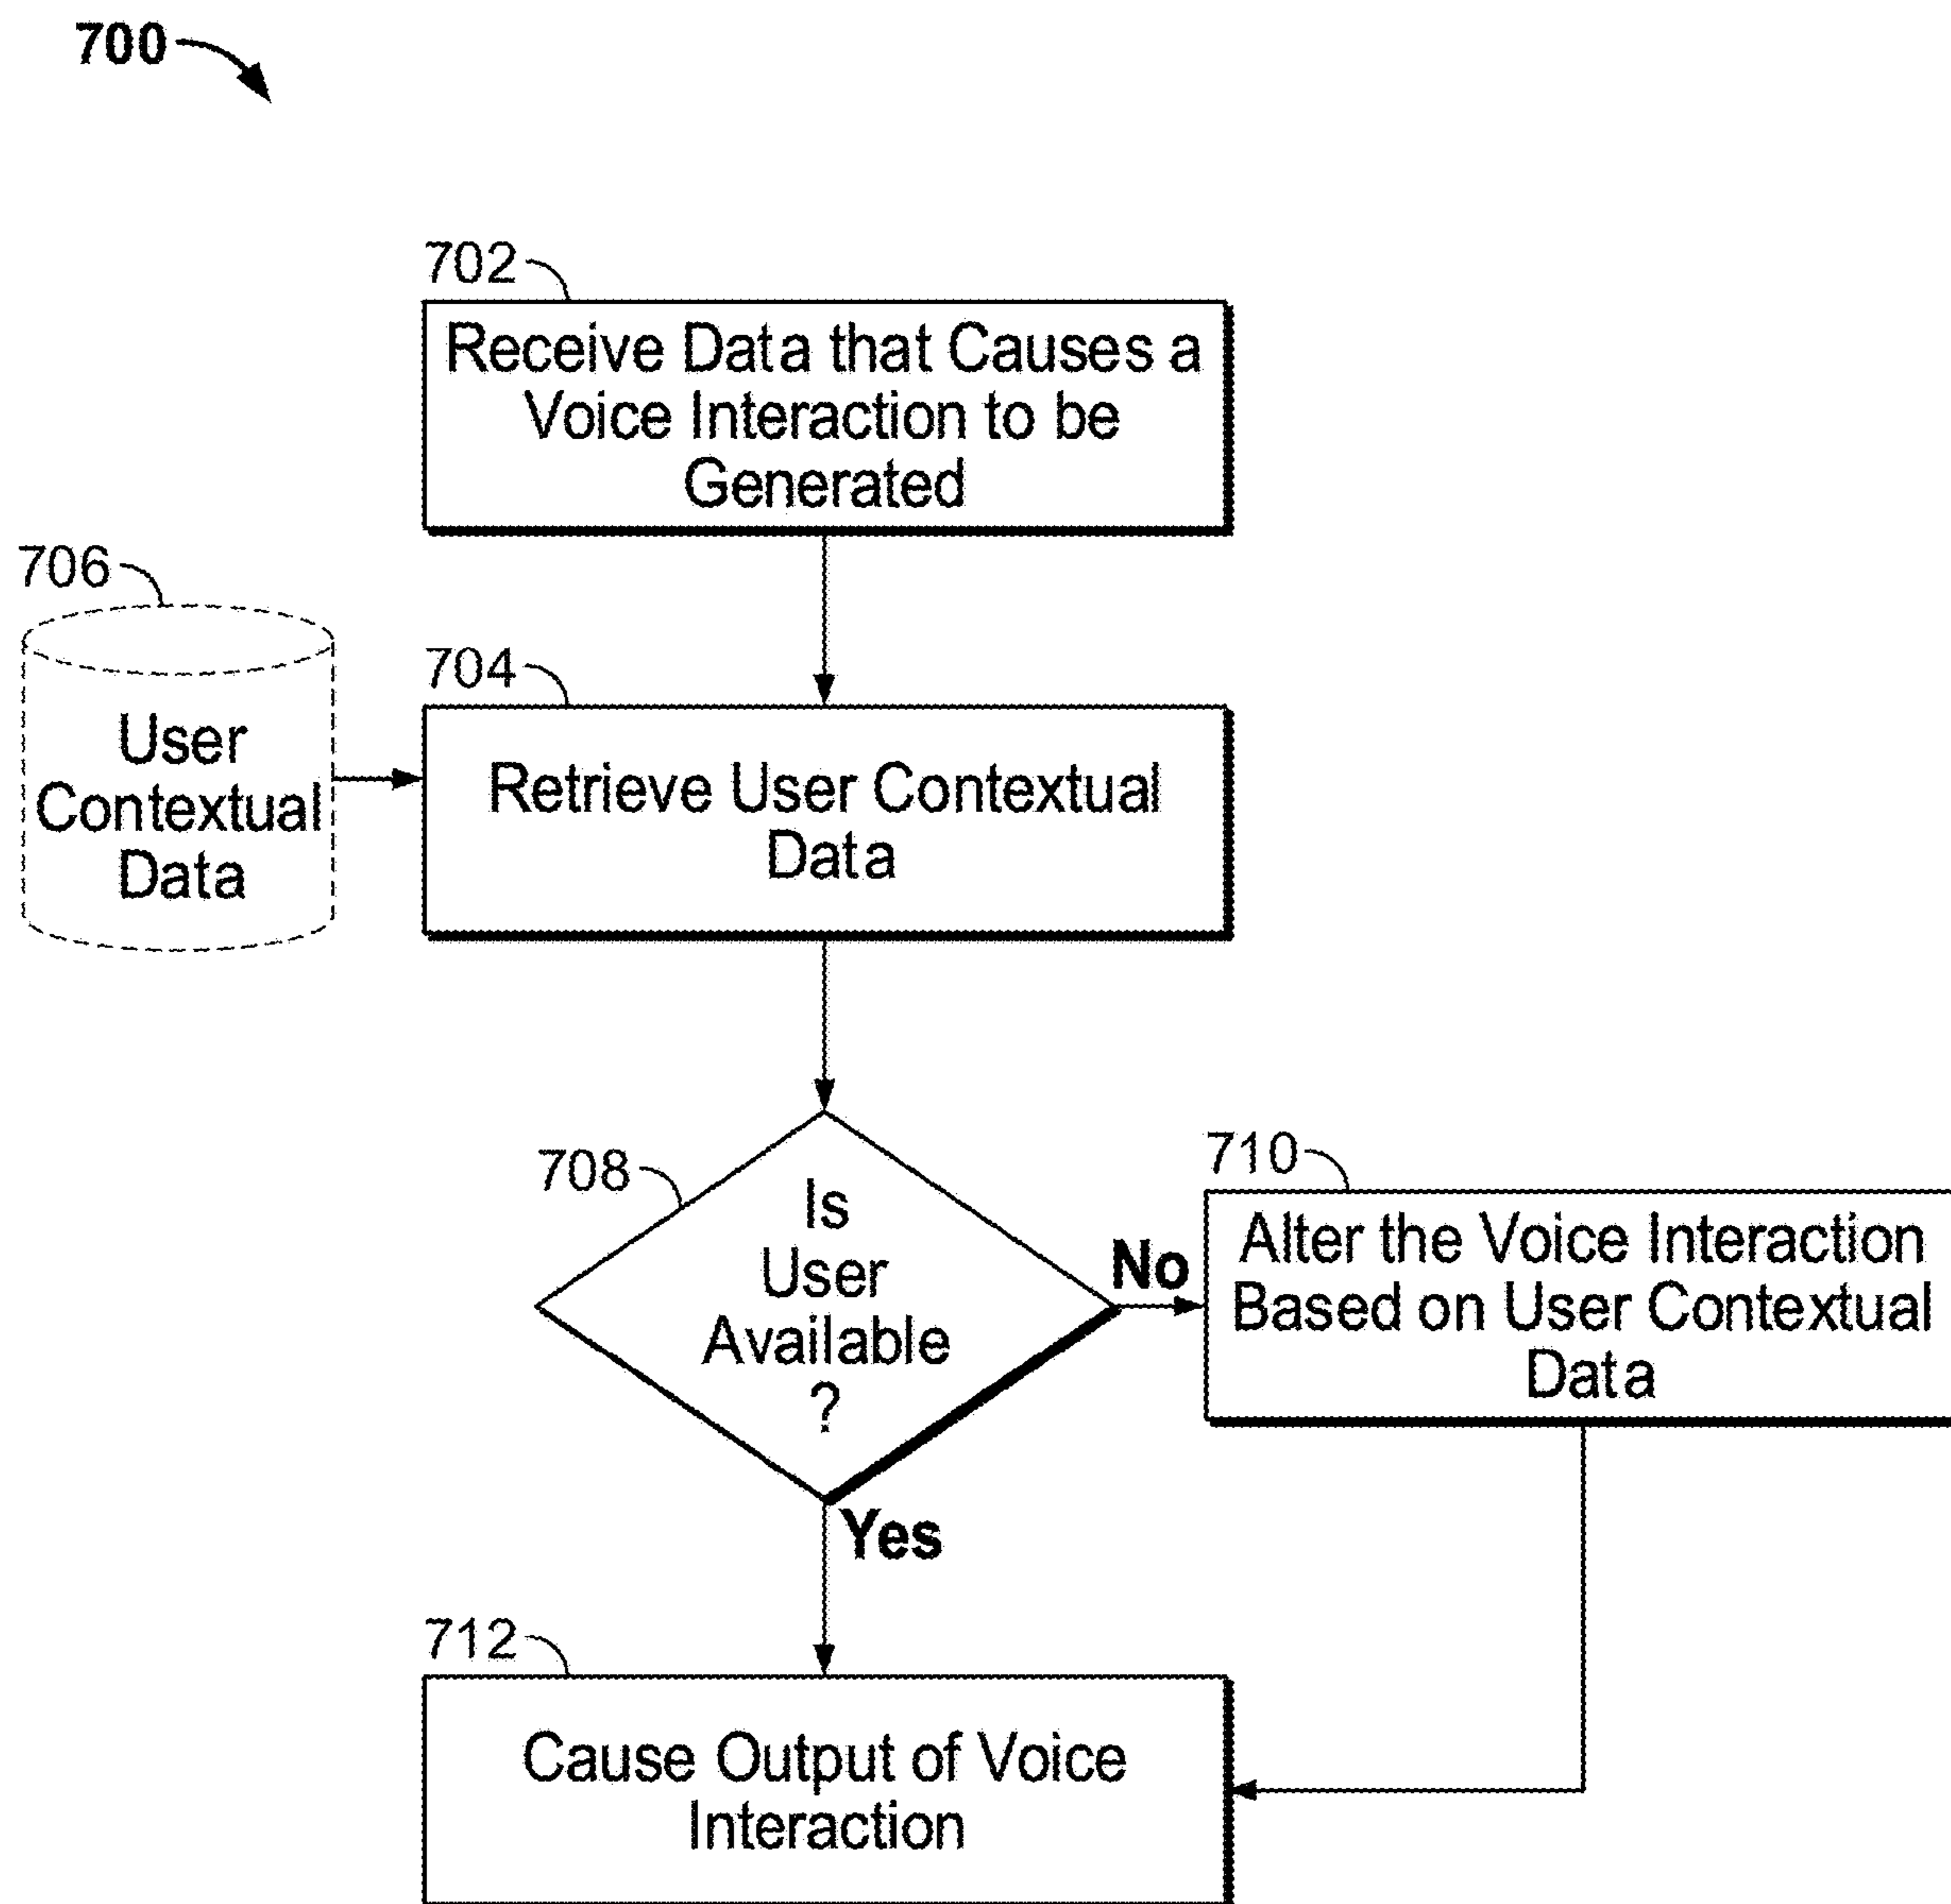 700
702
Receive Data that Causes a
Voice Interaction to be
Generated
706
User
Contextual
Data
704
Retrieve User Contextual
Data
708
Is
User
Available
?
No
710
Alter the Voice Interaction
Based on User Contextual
Data
Yes
712
Cause Output of Voice
Interaction